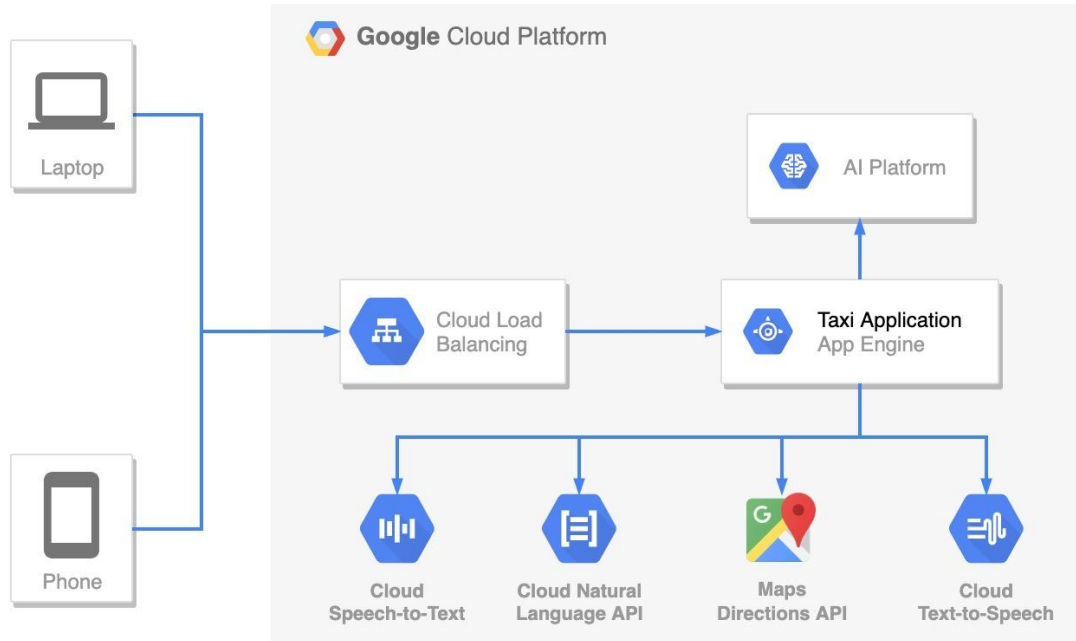 Google Cloud Platform
Laptop
AI Platform
Cloud Load
Balancing
Taxi Application
App Engine
Phone
Cloud
Speech-to-Text
Cloud Natural
Language API
G
Maps
Directions API
Cloud
Text-to-Speech